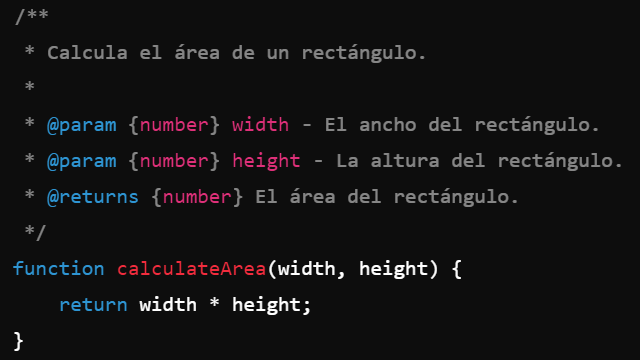 /**
 * Calcula el área de un rectángulo.
 *
 * @param {number} width - El ancho del rectángulo.
 * @param {number} height - La altura del rectángulo.
 * @returns {number} El área del rectángulo.
 */
function calculateArea(width, height) {
    return width * height;
}